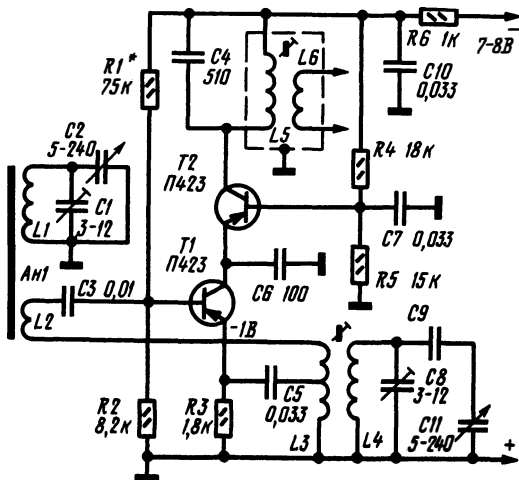 R6 1к
7-8В
−
C4
510
L6
C10
0,033
R1*
75к
L5
R4 18к
C2
5-240
T2
П423
C1
3-12
L1
C7 0,033
Ан1
T1
П423
C6 100
R5 15к
C3 0,01
C9
L2
-1В
C8
3-12
C5
0,033
R2
8,2к
R3
1,8к
L3
L4
C11
5-240
+